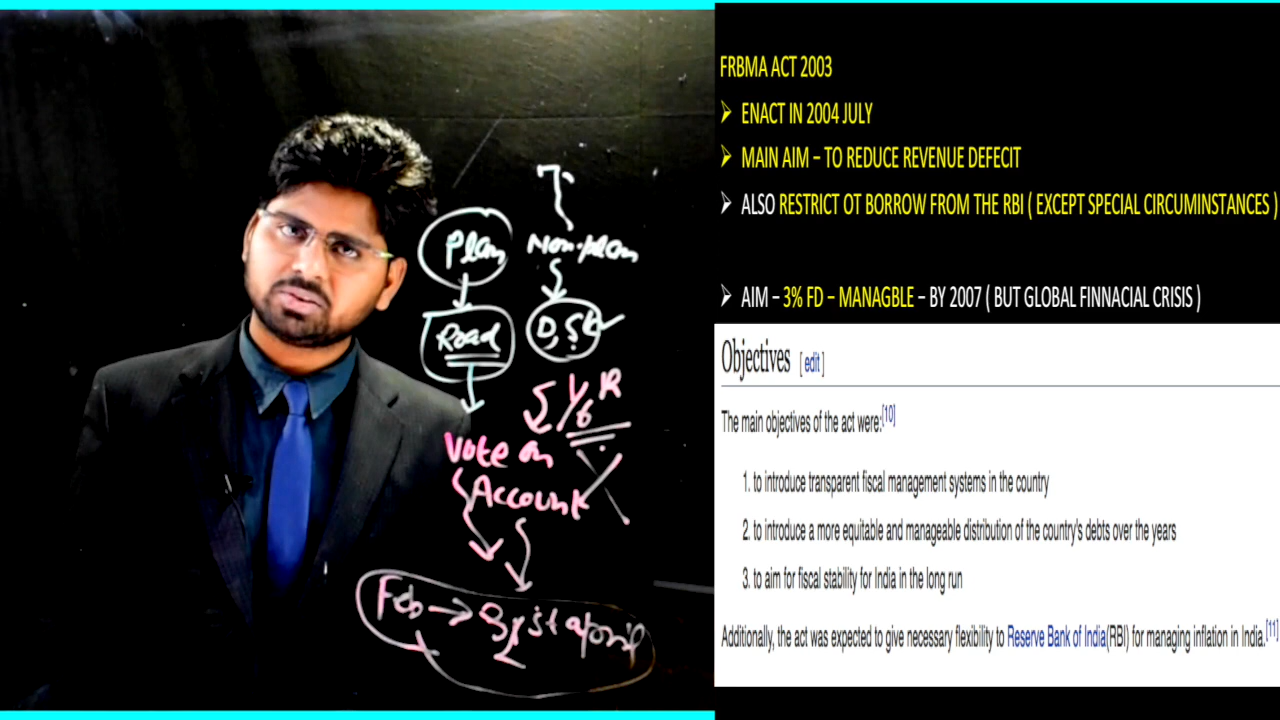 Plan Non-plan
Road D, S
1/6 R
Vote on
Account
Feb → 1st april
FRBMA ACT 2003
➢ ENACT IN 2004 JULY
➢ MAIN AIM – TO REDUCE REVENUE DEFECIT
➢ ALSO RESTRICT OT BORROW FROM THE RBI ( EXCEPT SPECIAL CIRCUMINSTANCES )
➢ AIM – 3% FD – MANAGBLE – BY 2007 ( BUT GLOBAL FINNACIAL CRISIS )
Objectives [ edit ]
The main objectives of the act were:[10]
1. to introduce transparent fiscal management systems in the country
2. to introduce a more equitable and manageable distribution of the country's debts over the years
3. to aim for fiscal stability for India in the long run
Additionally, the act was expected to give necessary flexibility to Reserve Bank of India(RBI) for managing inflation in India.[11]